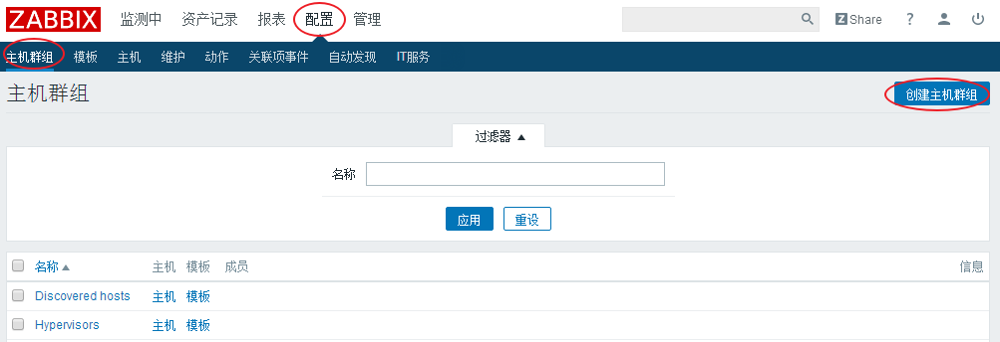 ZABBIX 监测中 资产记录 报表 配置 管理 Z Share ?
主机群组 模板 主机 维护 动作 关联项事件 自动发现 IT服务
主机群组 创建主机群组
过滤器 ▲
名称
应用 重设
名称 ▲ 主机 模板 成员 信息
Discovered hosts 主机 模板
Hypervisors 主机 模板